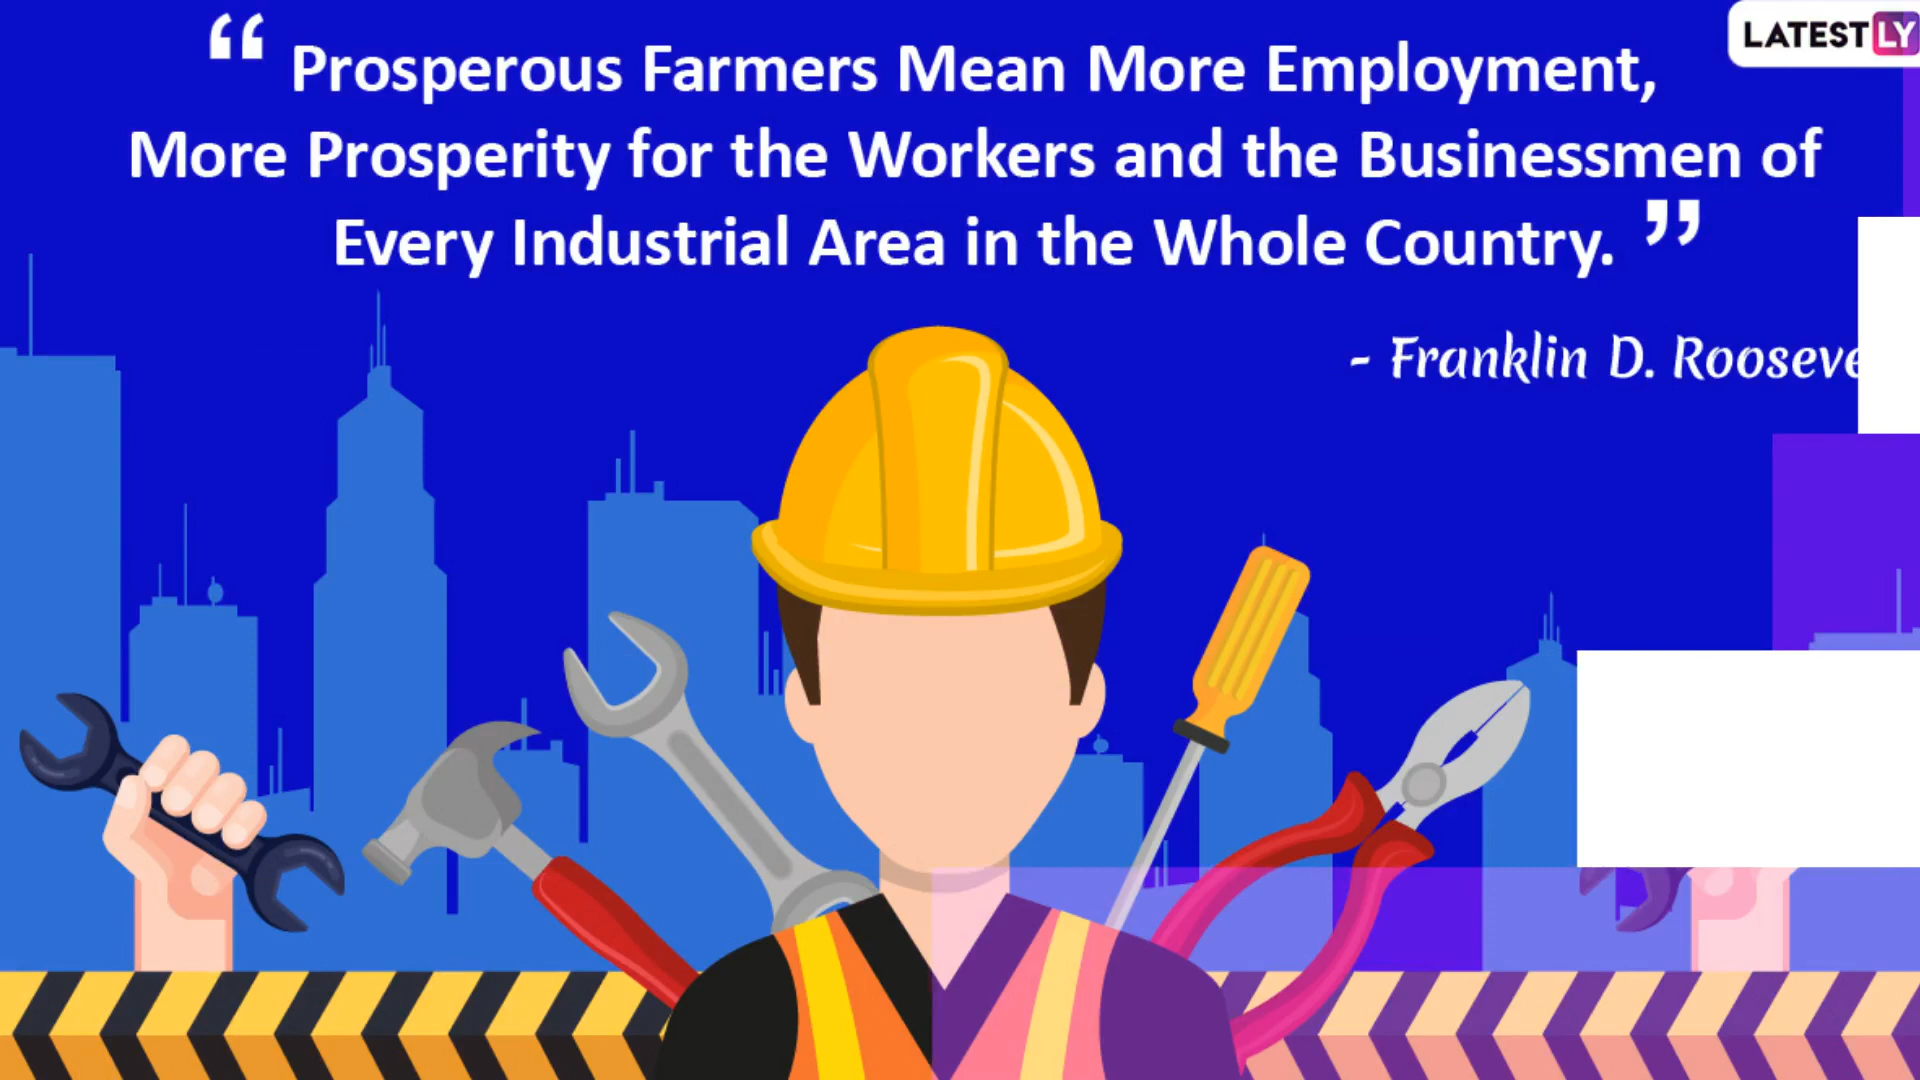 LATESTLY
“ Prosperous Farmers Mean More Employment,
More Prosperity for the Workers and the Businessmen of
Every Industrial Area in the Whole Country. ”
- Franklin D.